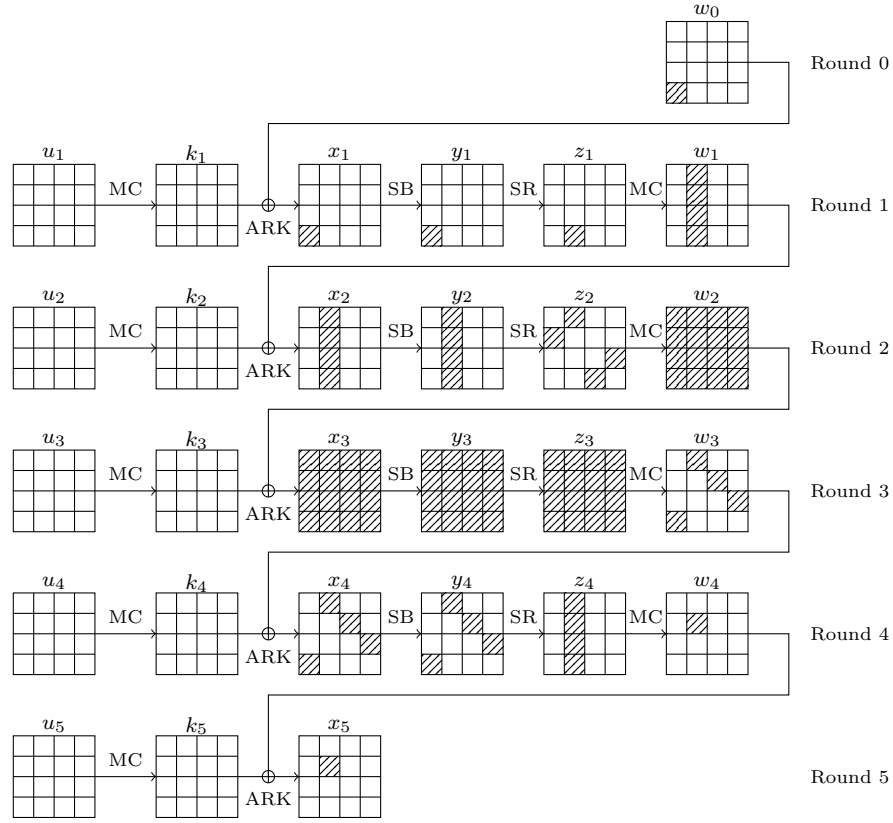 w₀
Round 0
u₁ k₁ x₁ y₁ z₁ w₁
MC SB SR MC
ARK
Round 1
u₂ k₂ x₂ y₂ z₂ w₂
MC SB SR MC
ARK
Round 2
u₃ k₃ x₃ y₃ z₃ w₃
MC SB SR MC
ARK
Round 3
u₄ k₄ x₄ y₄ z₄ w₄
MC SB SR MC
ARK
Round 4
u₅ k₅ x₅
MC
ARK
Round 5